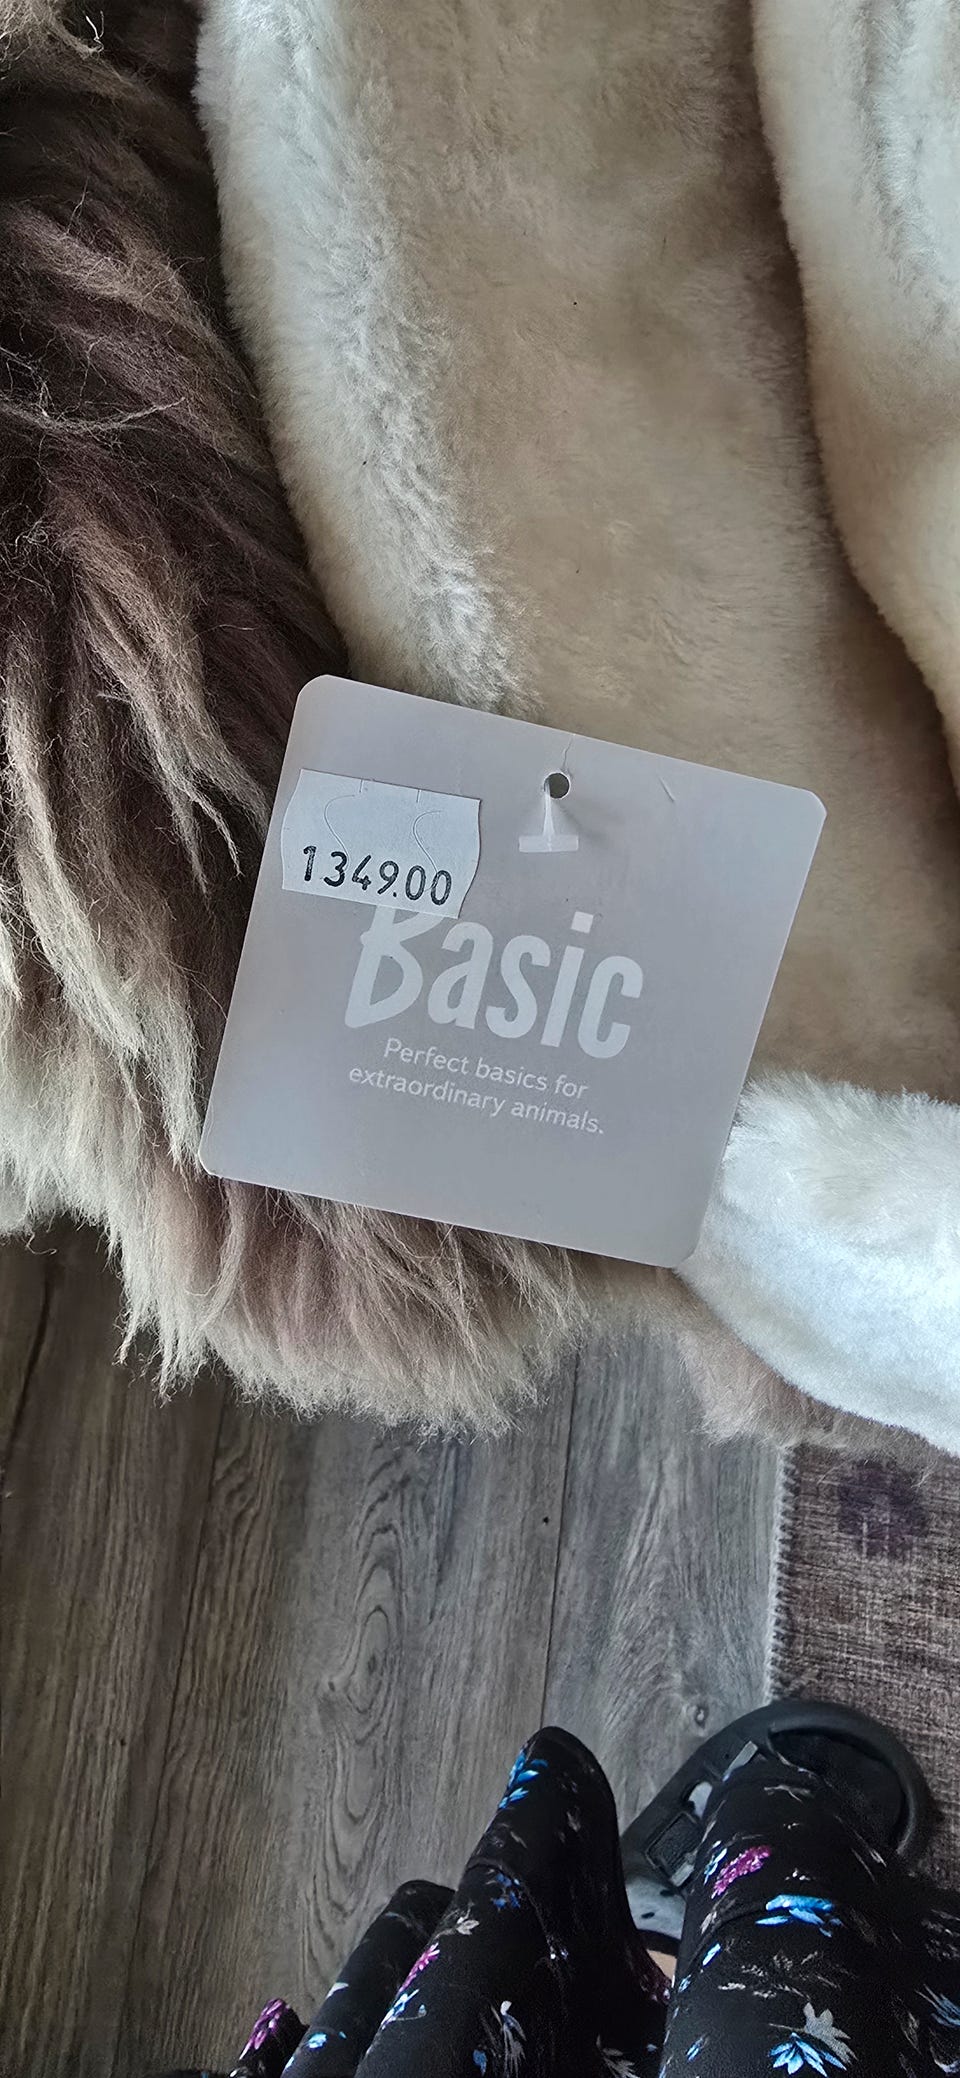 1349.00
Basic
Perfect basics for
extraordinary animals.